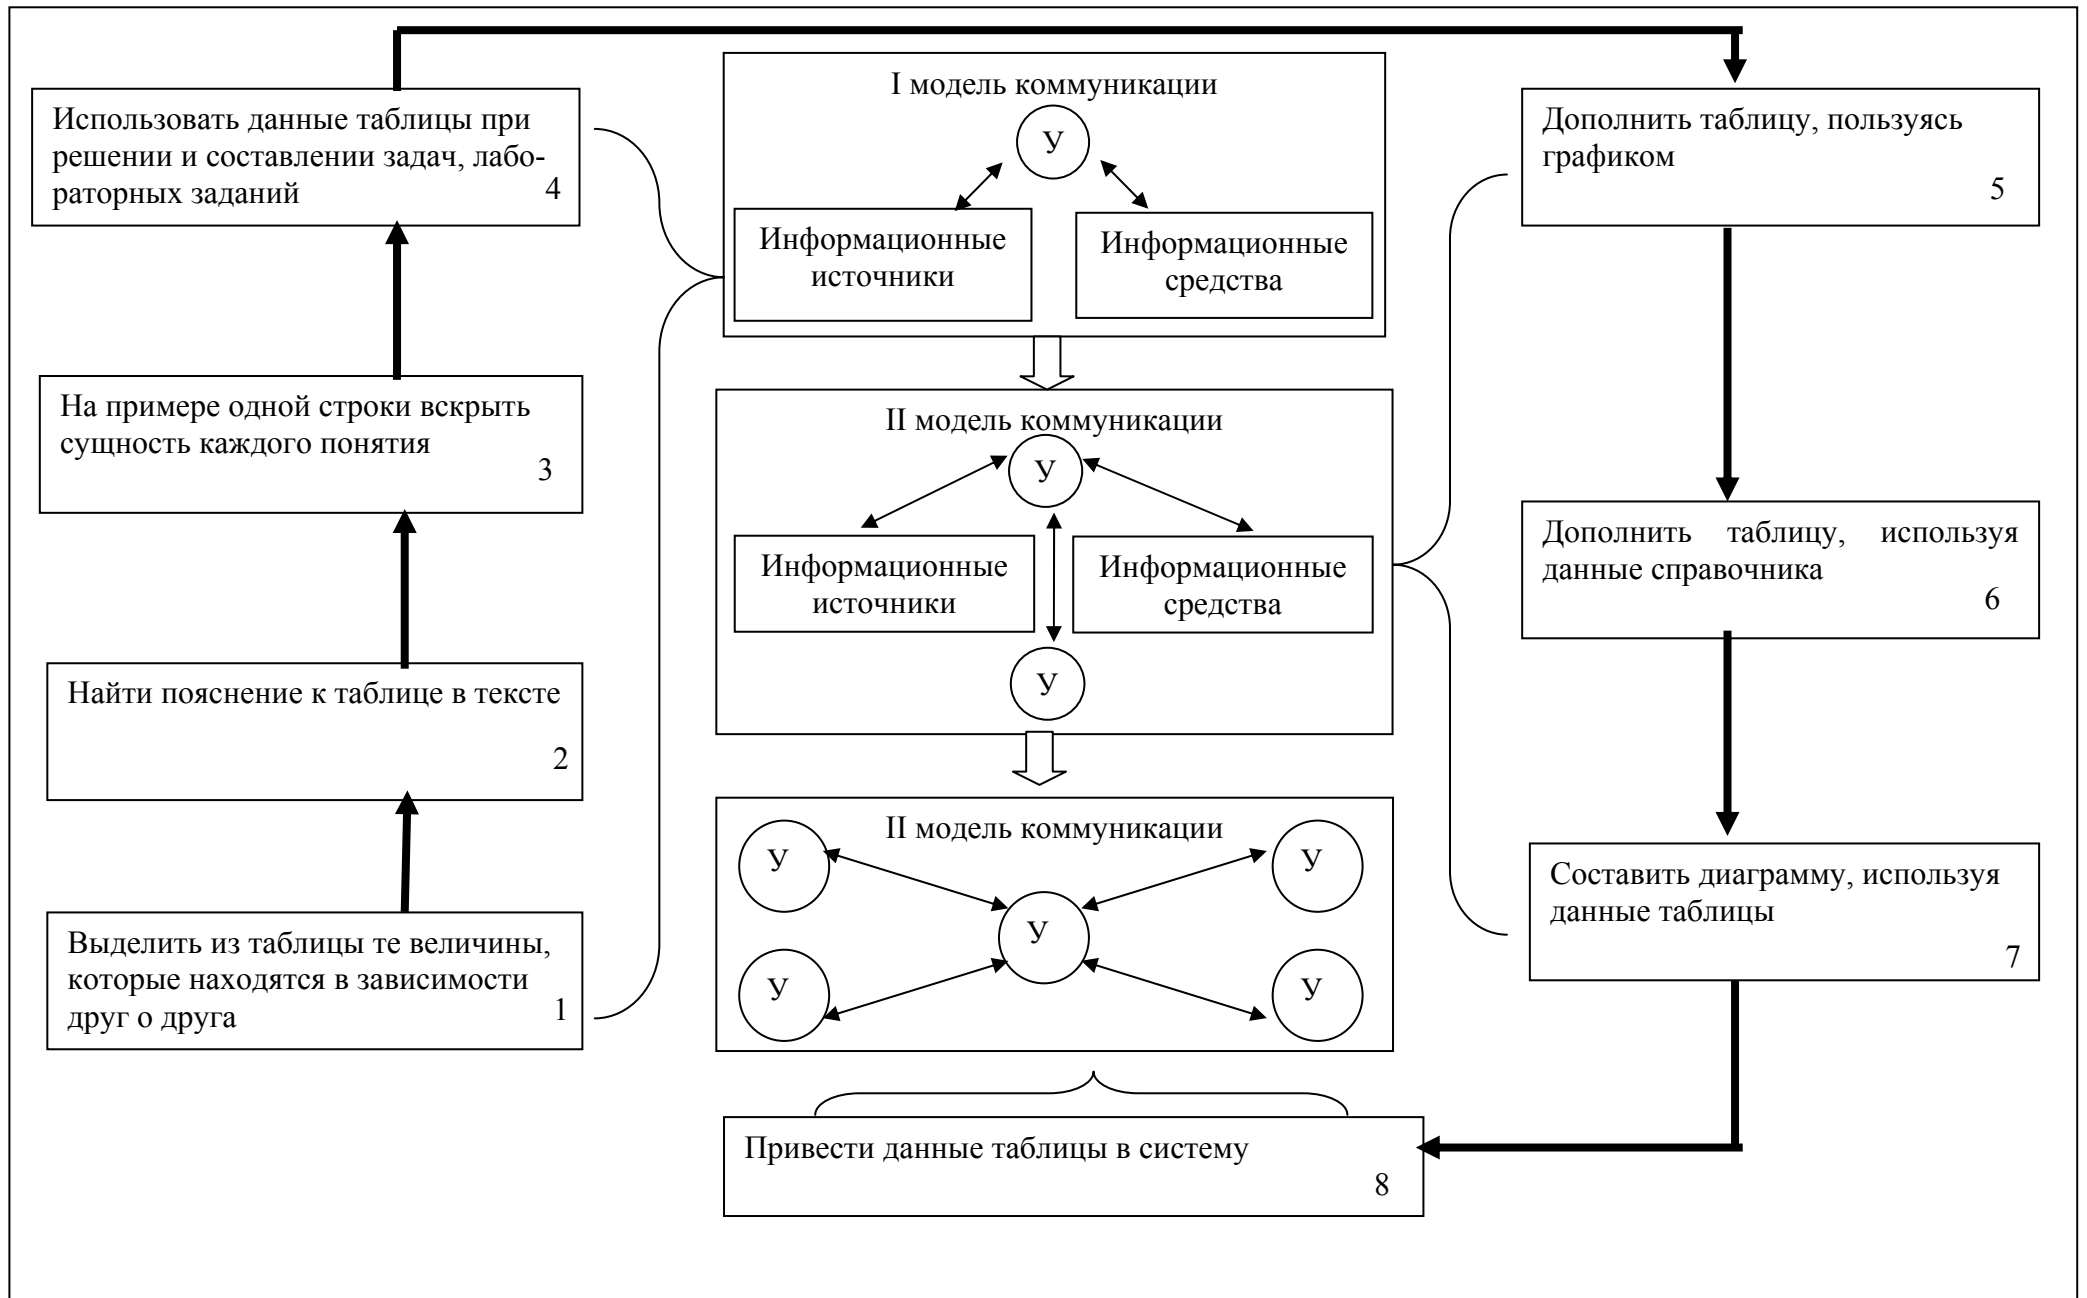 I модель коммуникации
У
Информационные
источники
Информационные
средства
Использовать данные таблицы при
решении и составлении задач, лабо-
раторных заданий
4
Дополнить таблицу, пользуясь
графиком
5
На примере одной строки вскрыть
сущность каждого понятия
3
II модель коммуникации
У
Информационные
источники
Информационные
средства
У
Дополнить таблицу, используя
данные справочника
6
Найти пояснение к таблице в тексте
2
II модель коммуникации
У
У
У
У
У
Составить диаграмму, используя
данные таблицы
7
Выделить из таблицы те величины,
которые находятся в зависимости
друг о друга
1
Привести данные таблицы в систему
8